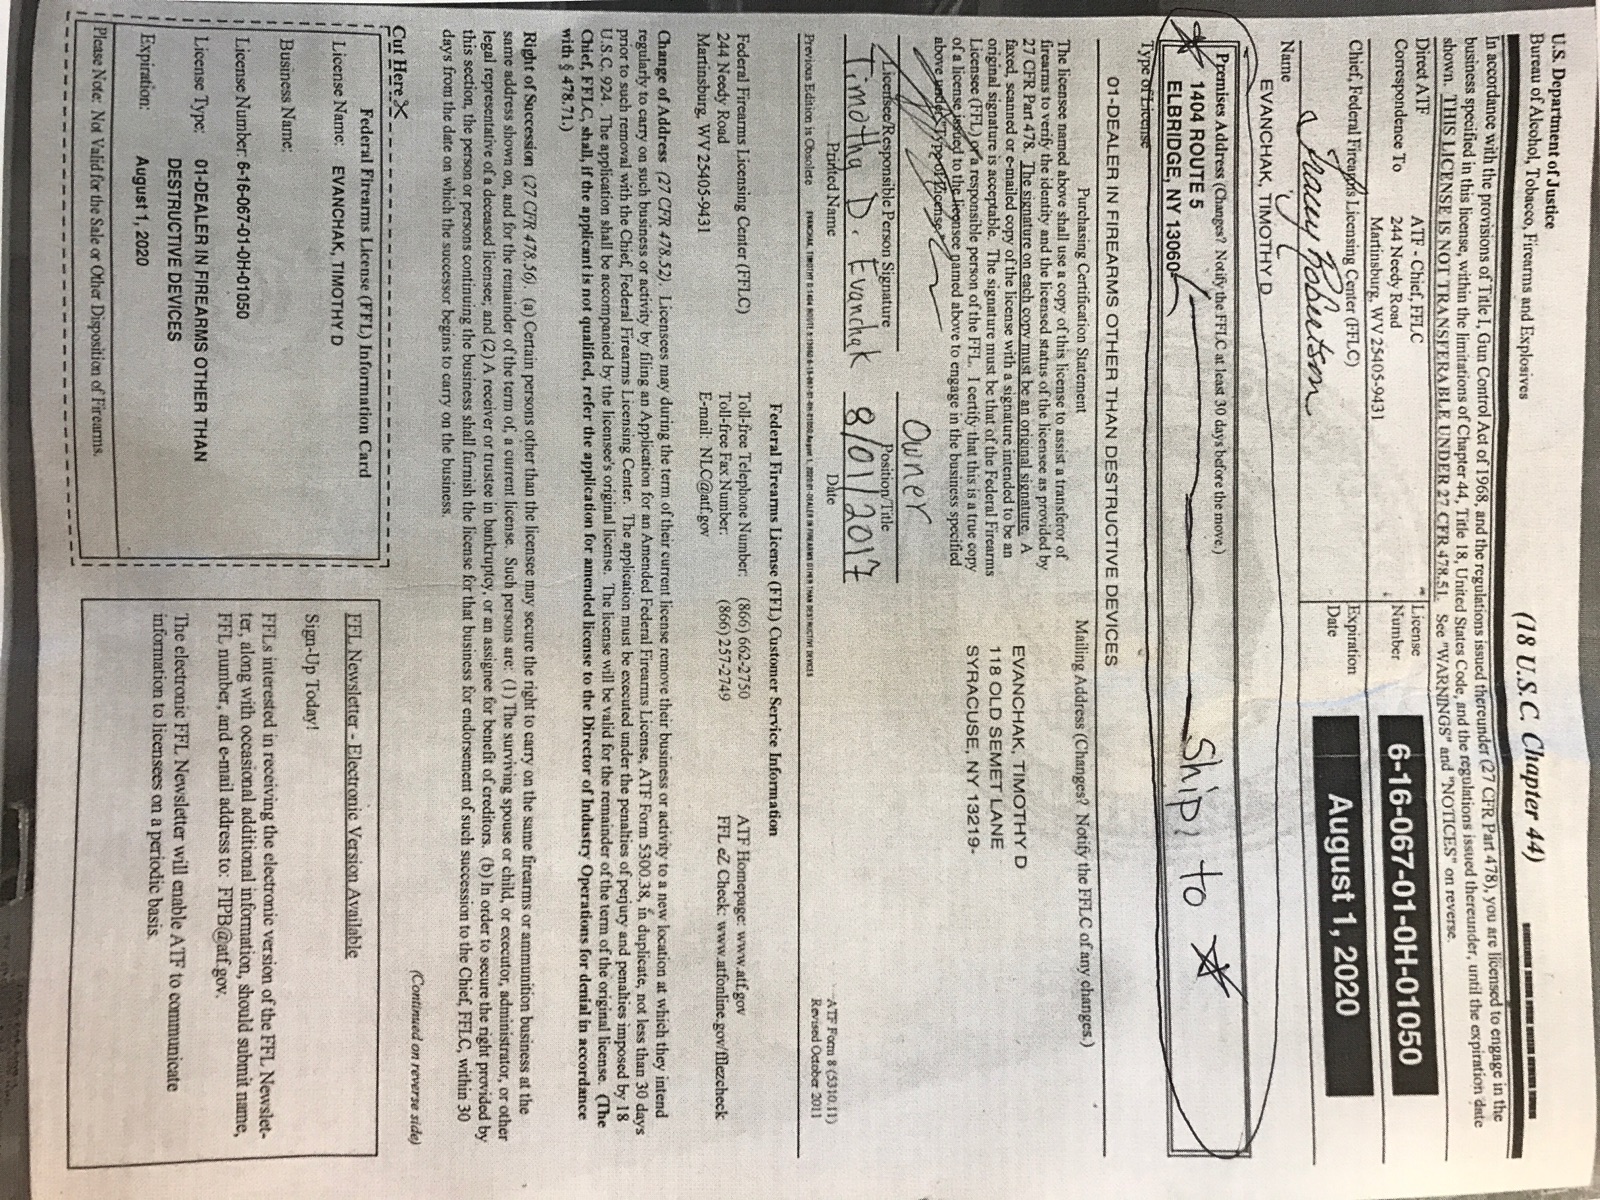 U.S. Department of Justice
Bureau of Alcohol, Tobacco, Firearms and Explosives
(18 U.S.C. Chapter 44)
In accordance with the provisions of Title I, Gun Control Act of 1968, and the regulations issued thereunder (27 CFR Part 478), you are licensed to engage in the
business specified in this license, within the limitations of Chapter 44, Title 18, United States Code, and the regulations issued thereunder, until the expiration date
shown. THIS LICENSE IS NOT TRANSFERABLE UNDER 27 CFR 478.51. See "WARNINGS" and "NOTICES" on reverse.
Direct ATF
Correspondence To
ATF - Chief, FFLC
244 Needy Road
Martinsburg, WV 25405-9431
License
Number
6-16-067-01-0H-01050
Chief, Federal Firearms Licensing Center (FFLC)
Tracey Robertson
Expiration
Date
August 1, 2020
Name
EVANCHAK, TIMOTHY D
Premises Address (Changes? Notify the FFLC at least 30 days before the move.)
1404 ROUTE 5
ELBRIDGE, NY 13060-
Ship to
Type of License
01-DEALER IN FIREARMS OTHER THAN DESTRUCTIVE DEVICES
Purchasing Certification Statement
The licensee named above shall use a copy of this license to assist a transferor of
firearms to verify the identity and the licensed status of the licensee as provided by
27 CFR Part 478. The signature on each copy must be an original signature. A
faxed, scanned or e-mailed copy of the license with a signature intended to be an
original signature is acceptable. The signature must be that of the Federal Firearms
Licensee (FFL) or a responsible person of the FFL. I certify that this is a true copy
of a license issued to the licensee named above to engage in the business specified
above under "Type of License."
Mailing Address (Changes? Notify the FFLC of any changes.)
EVANCHAK, TIMOTHY D
118 OLD SEMET LANE
SYRACUSE, NY 13219-
Owner
Licensee/Responsible Person Signature
Position/Title
Timothy D. Evanchak
8/01/2017
Printed Name
Date
Previous Edition is Obsolete
EVANCHAK, TIMOTHY D:1404 ROUTE 5:13060:6-16-067-01-0H-01050:August 1, 2020:01-DEALER IN FIREARMS OTHER THAN DESTRUCTIVE DEVICES
ATF Form 8 (5310.11)
Revised October 2011
Federal Firearms License (FFL) Customer Service Information
Federal Firearms Licensing Center (FFLC)
244 Needy Road
Martinsburg, WV 25405-9431
Toll-free Telephone Number: (866) 662-2750
Toll-free Fax Number: (866) 257-2749
E-mail: NLC@atf.gov
ATF Homepage: www.atf.gov
FFL eZ Check: www.atfonline.gov/fflezcheck
Change of Address (27 CFR 478.52). Licensees may during the term of their current license remove their business or activity to a new location at which they intend
regularly to carry on such business or activity by filing an Application for an Amended Federal Firearms License, ATF Form 5300.38, in duplicate, not less than 30 days
prior to such removal with the Chief, Federal Firearms Licensing Center. The application must be executed under the penalties of perjury and penalties imposed by 18
U.S.C. 924. The application shall be accompanied by the licensee's original license. The license will be valid for the remainder of the term of the original license. (The
Chief, FFLC, shall, if the applicant is not qualified, refer the application for amended license to the Director of Industry Operations for denial in accordance
with § 478.71.)
Right of Succession (27 CFR 478.56). (a) Certain persons other than the licensee may secure the right to carry on the same firearms or ammunition business at the
same address shown on, and for the remainder of the term of, a current license. Such persons are: (1) The surviving spouse or child, or executor, administrator, or other
legal representative of a deceased licensee; and (2) A receiver or trustee in bankruptcy, or an assignee for benefit of creditors. (b) In order to secure the right provided by
this section, the person or persons continuing the business shall furnish the license for that business for endorsement of such succession to the Chief, FFLC, within 30
days from the date on which the successor begins to carry on the business.
(Continued on reverse side)
Cut Here
Federal Firearms License (FFL) Information Card
License Name: EVANCHAK, TIMOTHY D
Business Name:
License Number: 6-16-067-01-0H-01050
License Type: 01-DEALER IN FIREARMS OTHER THAN
DESTRUCTIVE DEVICES
Expiration: August 1, 2020
Please Note: Not Valid for the Sale or Other Disposition of Firearms.
FFL Newsletter - Electronic Version Available
Sign-Up Today!
FFLs interested in receiving the electronic version of the FFL Newslet-
ter, along with occasional additional information, should submit name,
FFL number, and e-mail address to: FIPB@atf.gov.
The electronic FFL Newsletter will enable ATF to communicate
information to licensees on a periodic basis.